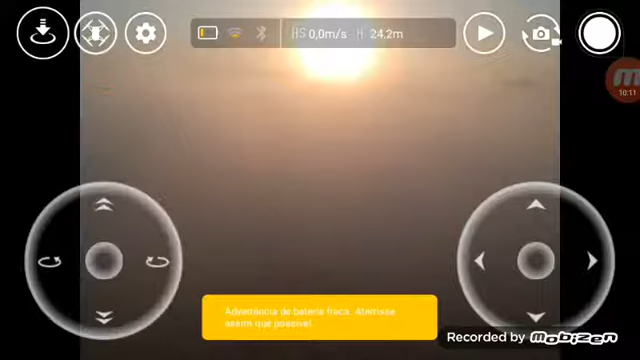 HS 0,0m/s H 24,2m
10:11
Advertência de bateria fraca. Aterrisse
assim que possível.
Recorded by mobizen